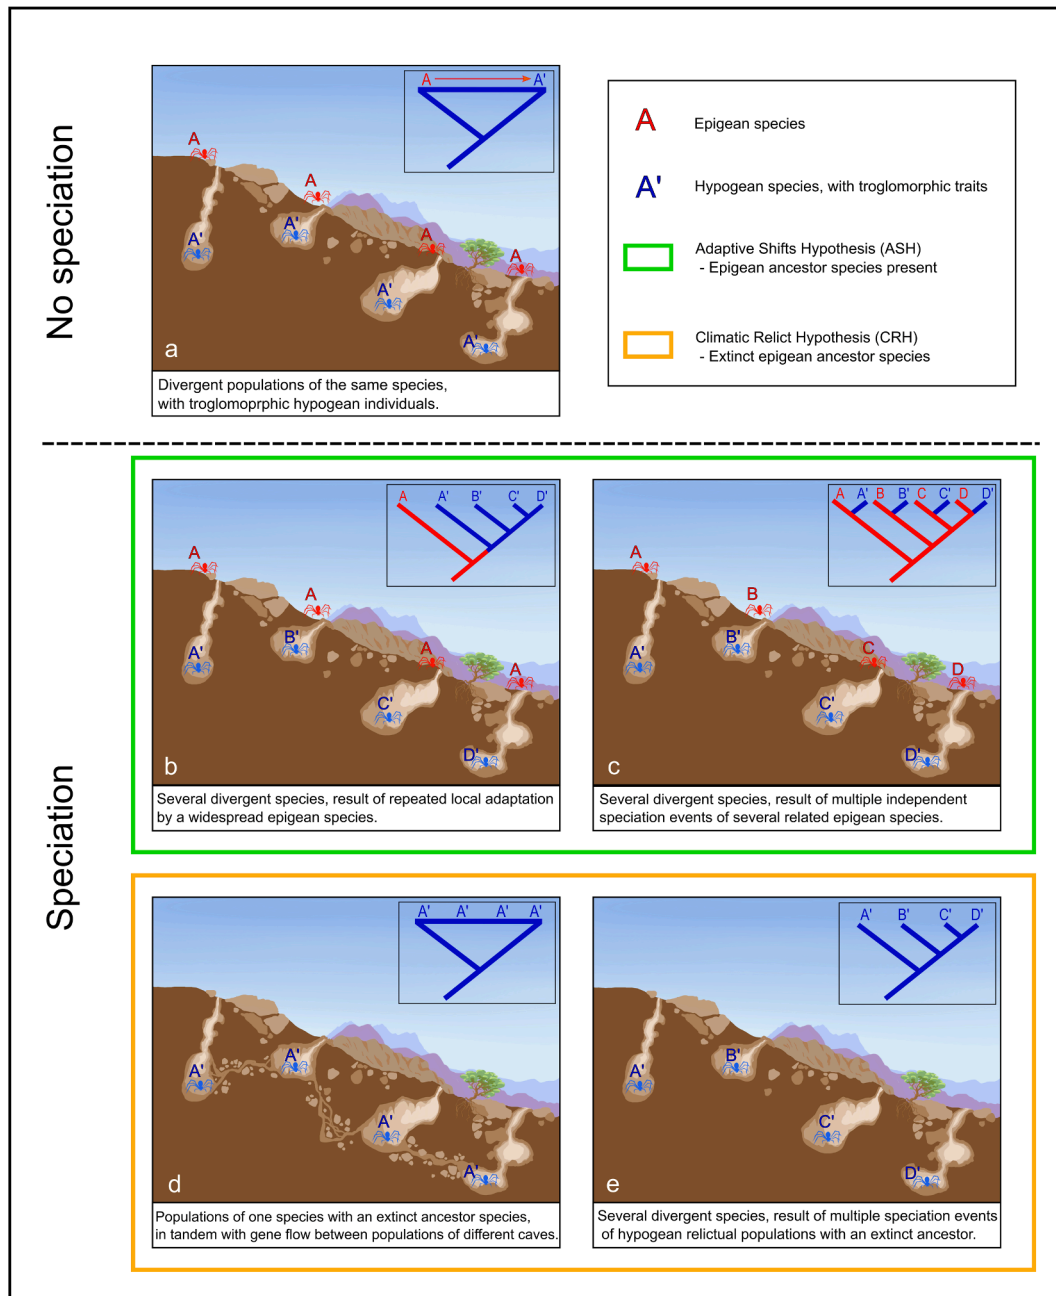 No speciation
A A'
A
A
A
A
A'
A'
A'
A'
a
Divergent populations of the same species,
with troglomoprphic hypogean individuals.
A Epigean species
A' Hypogean species, with troglomorphic traits
Adaptive Shifts Hypothesis (ASH)
- Epigean ancestor species present
Climatic Relict Hypothesis (CRH)
- Extinct epigean ancestor species
Speciation
A A' B' C' D'
A
A
A
A
A'
B'
C'
D'
b
Several divergent species, result of repeated local adaptation
by a widespread epigean species.
A A' B B' C C' D D'
A
B
C
D
A'
B'
C'
D'
c
Several divergent species, result of multiple independent
speciation events of several related epigean species.
A' A' A' A'
A'
A'
A'
A'
d
Populations of one species with an extinct ancestor species,
in tandem with gene flow between populations of different caves.
A' B' C' D'
A'
B'
C'
D'
e
Several divergent species, result of multiple speciation events
of hypogean relictual populations with an extinct ancestor.